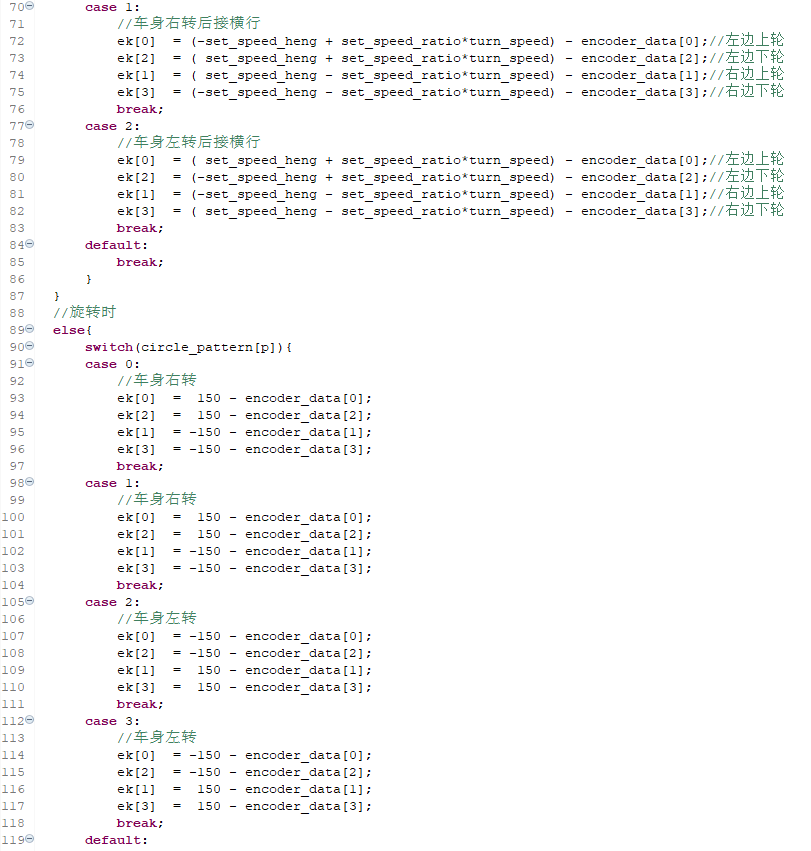 70 case 1:
71 //车身右转后接横行
72 ek[0]  = (-set_speed_heng + set_speed_ratio*turn_speed) - encoder_data[0];//左边上轮
73 ek[2]  = ( set_speed_heng + set_speed_ratio*turn_speed) - encoder_data[2];//左边下轮
74 ek[1]  = ( set_speed_heng - set_speed_ratio*turn_speed) - encoder_data[1];//右边上轮
75 ek[3]  = (-set_speed_heng - set_speed_ratio*turn_speed) - encoder_data[3];//右边下轮
76 break;
77 case 2:
78 //车身左转后接横行
79 ek[0]  = ( set_speed_heng + set_speed_ratio*turn_speed) - encoder_data[0];//左边上轮
80 ek[2]  = (-set_speed_heng + set_speed_ratio*turn_speed) - encoder_data[2];//左边下轮
81 ek[1]  = (-set_speed_heng - set_speed_ratio*turn_speed) - encoder_data[1];//右边上轮
82 ek[3]  = ( set_speed_heng - set_speed_ratio*turn_speed) - encoder_data[3];//右边下轮
83 break;
84 default:
85 break;
86 }
87 }
88 //旋转时
89 else{
90 switch(circle_pattern[p]){
91 case 0:
92 //车身右转
93 ek[0]  =  150 - encoder_data[0];
94 ek[2]  =  150 - encoder_data[2];
95 ek[1]  = -150 - encoder_data[1];
96 ek[3]  = -150 - encoder_data[3];
97 break;
98 case 1:
99 //车身右转
100 ek[0]  =  150 - encoder_data[0];
101 ek[2]  =  150 - encoder_data[2];
102 ek[1]  = -150 - encoder_data[1];
103 ek[3]  = -150 - encoder_data[3];
104 break;
105 case 2:
106 //车身左转
107 ek[0]  = -150 - encoder_data[0];
108 ek[2]  = -150 - encoder_data[2];
109 ek[1]  =  150 - encoder_data[1];
110 ek[3]  =  150 - encoder_data[3];
111 break;
112 case 3:
113 //车身左转
114 ek[0]  = -150 - encoder_data[0];
115 ek[2]  = -150 - encoder_data[2];
116 ek[1]  =  150 - encoder_data[1];
117 ek[3]  =  150 - encoder_data[3];
118 break;
119 default: